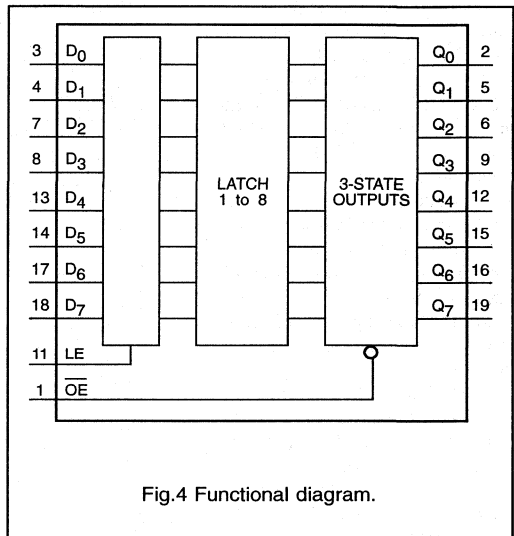 3 D0 Q0 2
4 D1 Q1 5
7 D2 Q2 6
8 D3 Q3 9
LATCH 3-STATE
1 to 8 OUTPUTS
13 D4 Q4 12
14 D5 Q5 15
17 D6 Q6 16
18 D7 Q7 19
11 LE
1 O̅E̅
Fig.4 Functional diagram.